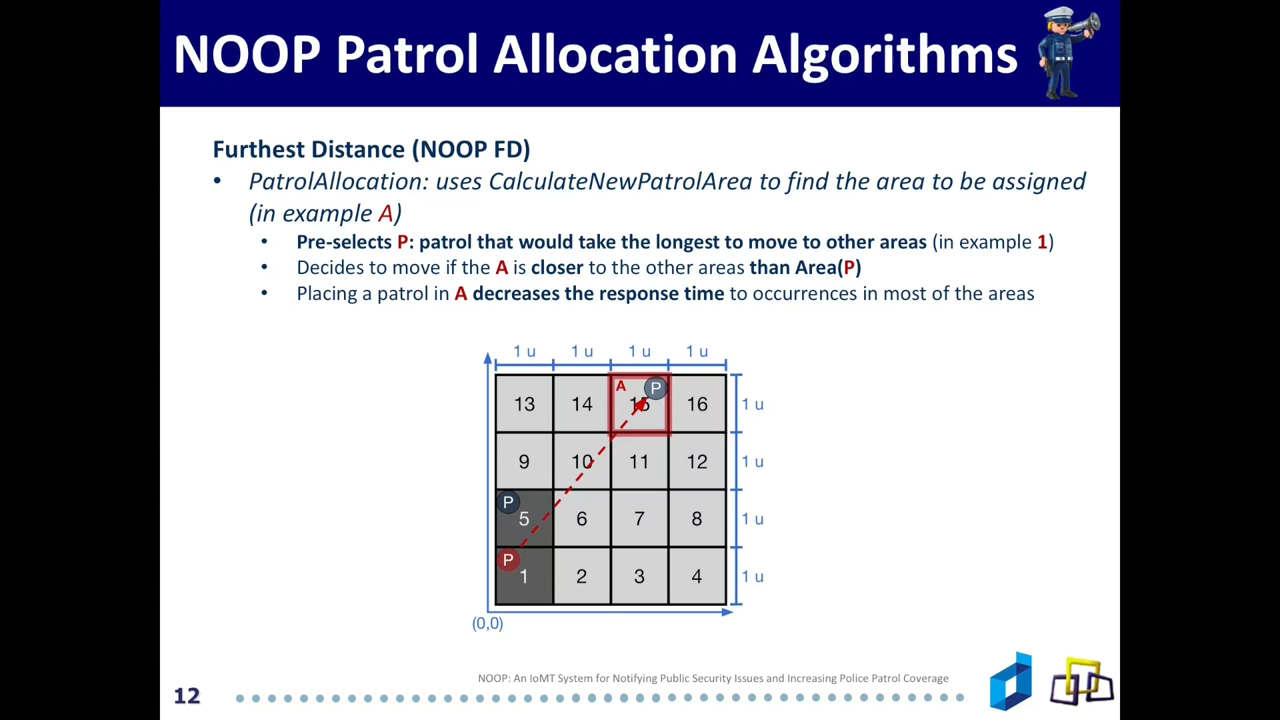 NOOP Patrol Allocation Algorithms
Furthest Distance (NOOP FD)
• PatrolAllocation: uses CalculateNewPatrolArea to find the area to be assigned
(in example A)
• Pre-selects P: patrol that would take the longest to move to other areas (in example 1)
• Decides to move if the A is closer to the other areas than Area(P)
• Placing a patrol in A decreases the response time to occurrences in most of the areas
1 u 1 u 1 u 1 u
A P
13 14 15 16 1 u
9 10 11 12 1 u
P
5 6 7 8 1 u
P
1 2 3 4 1 u
(0,0)
NOOP: An IoMT System for Notifying Public Security Issues and Increasing Police Patrol Coverage
12